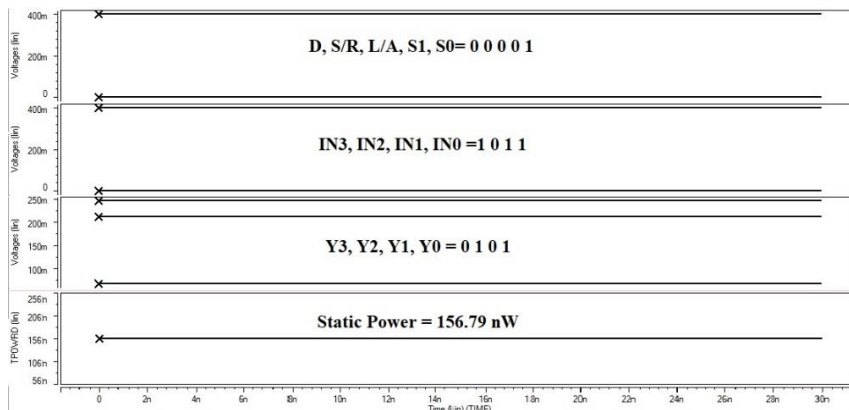 400m
D, S/R, L/A, S1, S0= 0 0 0 0 1
Voltages (lin)
200m
0
400m
IN3, IN2, IN1, IN0 =1 0 1 1
Voltages (lin)
200m
0
250m
200m
Voltages (lin)
Y3, Y2, Y1, Y0 = 0 1 0 1
150m
100m
256n
206n
Static Power = 156.79 nW
TPOWRD
156n
106n
56n
0 2n 4n 6n 8n 10n 12n 14n 16n 18n 20n 22n 24n 26n 28n 30n
Time (lin) (TIME)